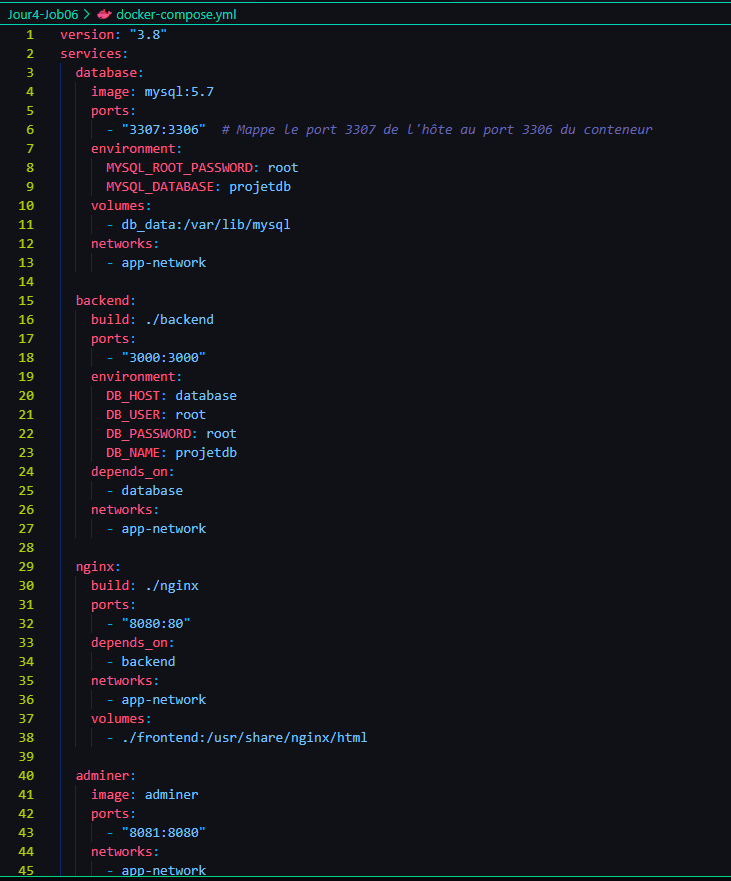 Jour4-Job06 > docker-compose.yml
1 version: "3.8"
2 services:
3   database:
4     image: mysql:5.7
5     ports:
6       - "3307:3306"  # Mappe le port 3307 de l'hôte au port 3306 du conteneur
7     environment:
8       MYSQL_ROOT_PASSWORD: root
9       MYSQL_DATABASE: projetdb
10     volumes:
11       - db_data:/var/lib/mysql
12     networks:
13       - app-network
14
15   backend:
16     build: ./backend
17     ports:
18       - "3000:3000"
19     environment:
20       DB_HOST: database
21       DB_USER: root
22       DB_PASSWORD: root
23       DB_NAME: projetdb
24     depends_on:
25       - database
26     networks:
27       - app-network
28
29   nginx:
30     build: ./nginx
31     ports:
32       - "8080:80"
33     depends_on:
34       - backend
35     networks:
36       - app-network
37     volumes:
38       - ./frontend:/usr/share/nginx/html
39
40   adminer:
41     image: adminer
42     ports:
43       - "8081:8080"
44     networks:
45       - app-network